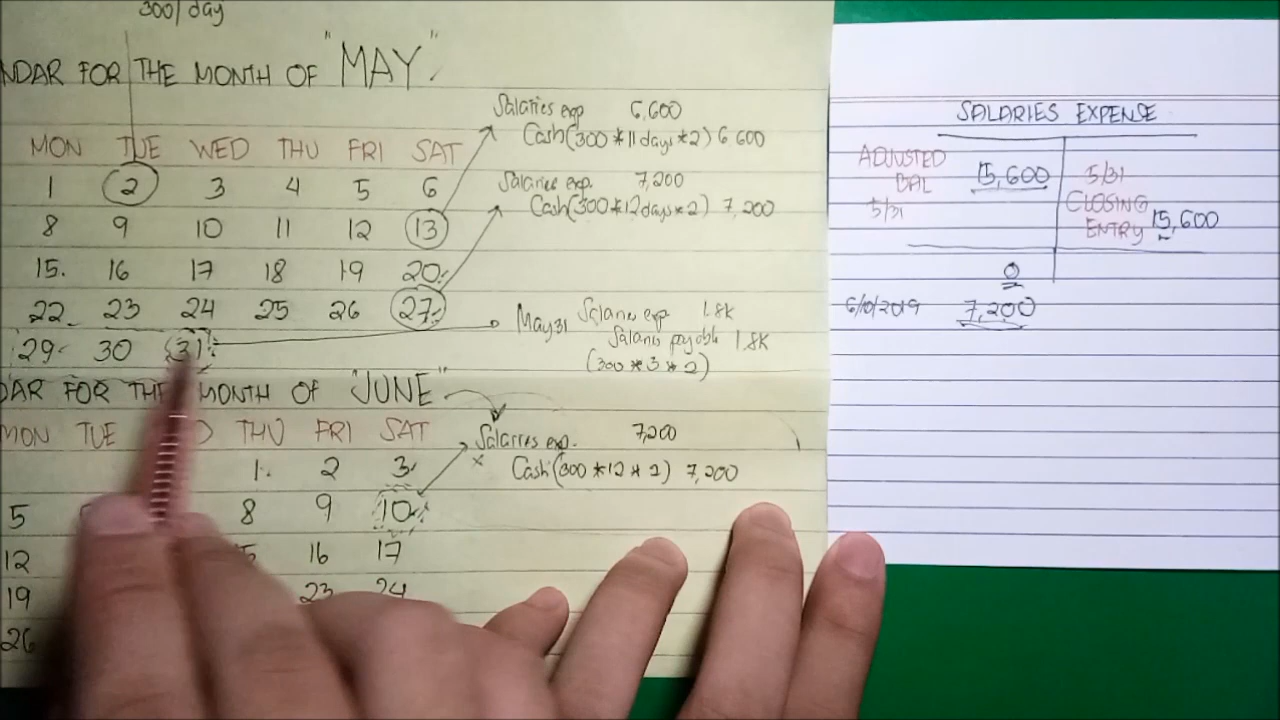 300/day
NDAR FOR THE MONTH OF "MAY"
MON TUE WED THU FRI SAT
1 2 3 4 5 6
8 9 10 11 12 13
15. 16 17 18 19 20
22 23 24 25 26 27
29 30 31
Salaries exp 6,600
Cash (300*11 days*2) 6 600
Salaries exp. 7,200
Cash (300*12 days*2) 7,200
May 31 Salaries exp 1.8K
Salaries payable 1.8K
(300*3*2)
DAR FOR THE MONTH OF "JUNE"
MON TUE THU FRI SAT
1. 2 3
5 8 9 10
12 16 17
19 23 24
26
Salaries exp. 7,200
Cash (300*12*2) 7,200
SALARIES EXPENSE
ADJUSTED BAL 5/31 15,600
5/31 CLOSING ENTRY 15,600
0
6/10/2019 7,200